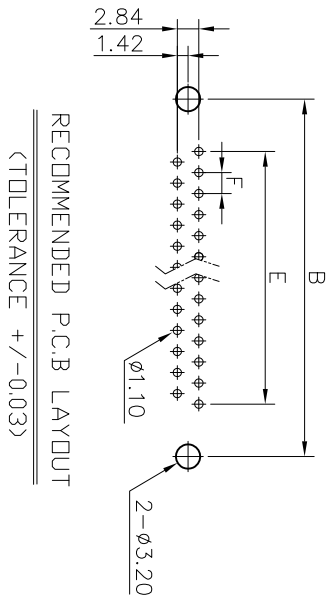 2.84
1.42
B
E
F
ø1.10
2-ø3.20
RECOMMENDED P.C.B LAYOUT
(TOLERANCE +/-0.03)